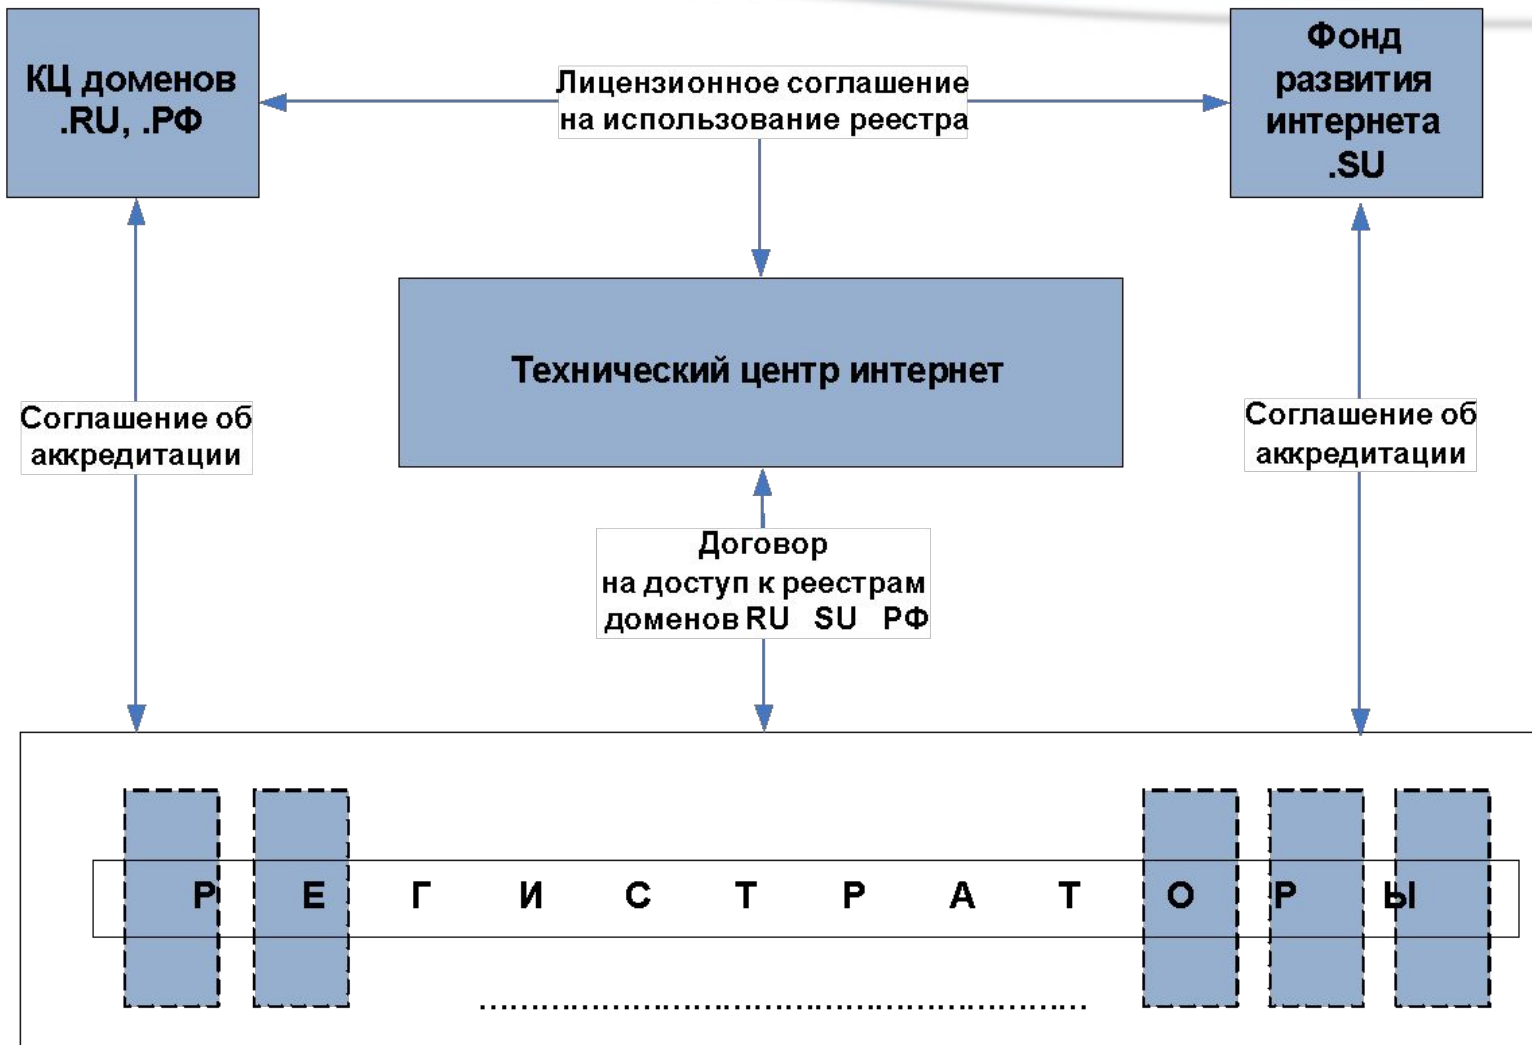 КЦ доменов
.RU, .РФ
Лицензионное соглашение
на использование реестра
Фонд
развития
интернета
.SU
Технический центр интернет
Соглашение об
аккредитации
Соглашение об
аккредитации
Договор
на доступ к реестрам
доменов RU SU РФ
Р Е Г И С Т Р А Т О Р Ы